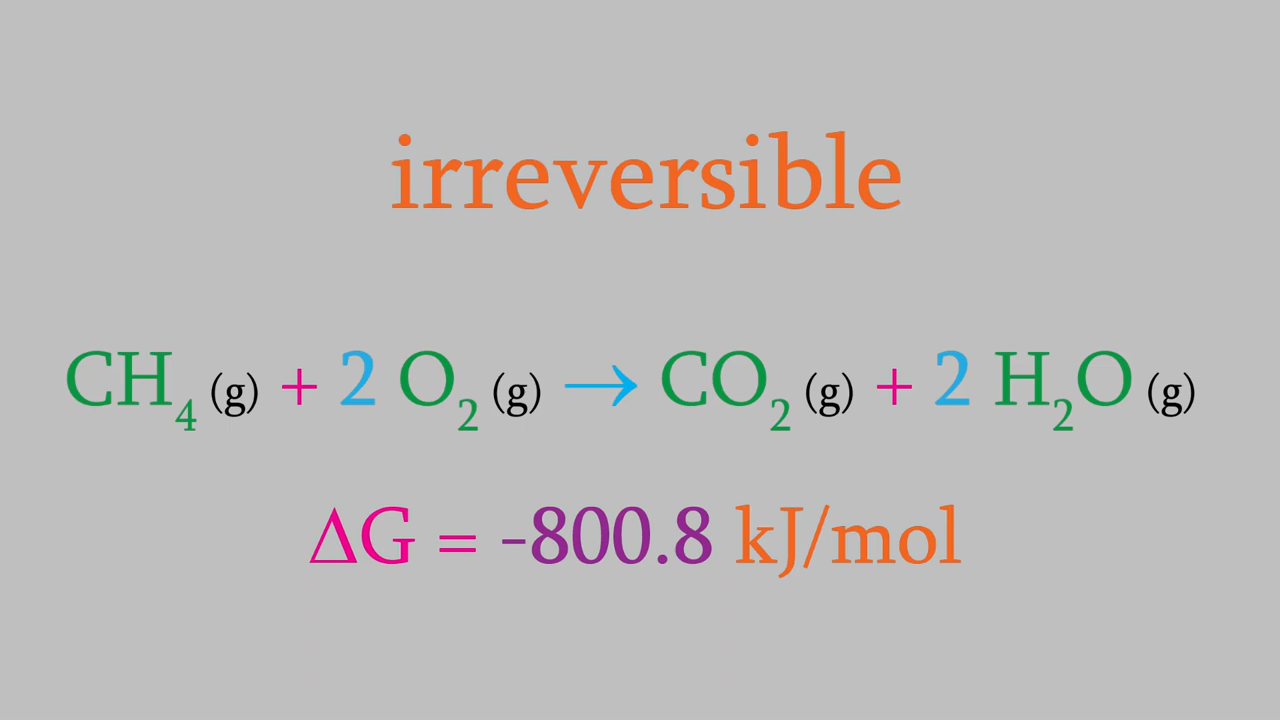 irreversible
CH₄ (g) + 2 O₂ (g) → CO₂ (g) + 2 H₂O (g)
ΔG = -800.8 kJ/mol